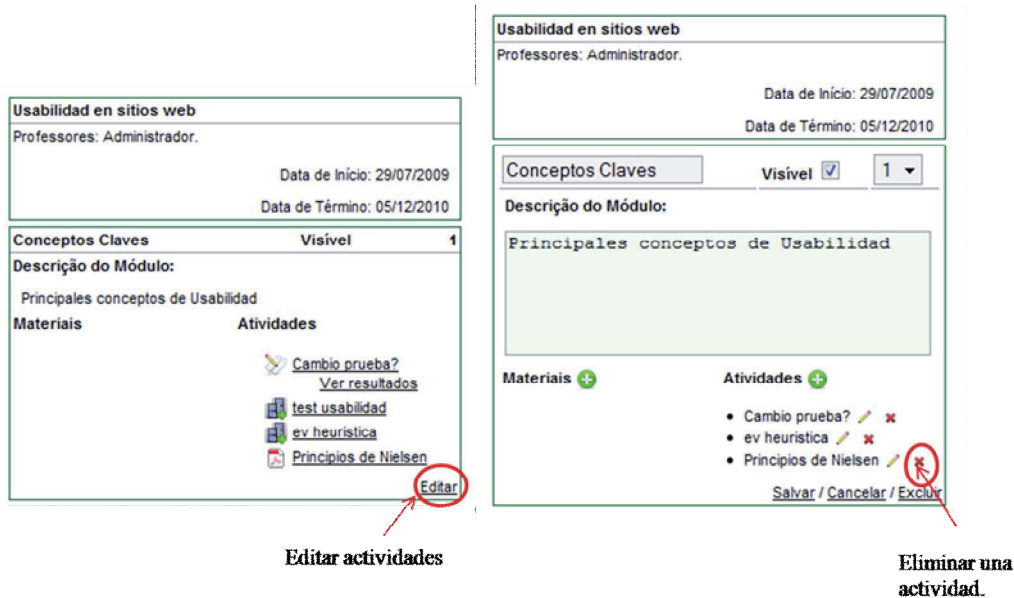 Usabilidad en sitios web
Professores: Administrador.
Data de Início: 29/07/2009
Data de Término: 05/12/2010
Conceptos Claves Visível 1
Descrição do Módulo:
Principales conceptos de Usabilidad
Materiais Atividades
Cambio prueba?
Ver resultados
test usabilidad
ev heuristica
Principios de Nielsen
Editar
Editar actividades
Usabilidad en sitios web
Professores: Administrador.
Data de Início: 29/07/2009
Data de Término: 05/12/2010
Conceptos Claves Visível 1
Descrição do Módulo:
Principales conceptos de Usabilidad
Materiais Atividades
Cambio prueba?
ev heuristica
Principios de Nielsen
Salvar / Cancelar / Excluir
Eliminar una
actividad.